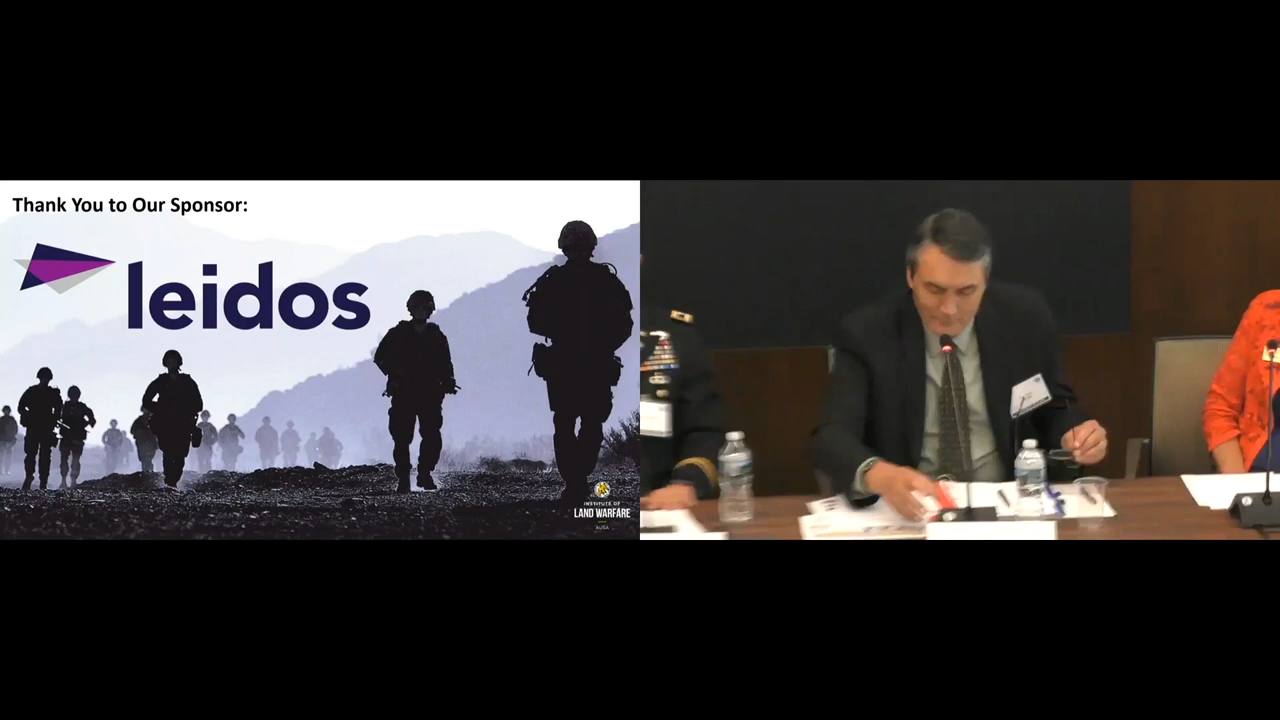 Thank You to Our Sponsor:
leidos
INSTITUTE OF
LAND WARFARE
AUSA